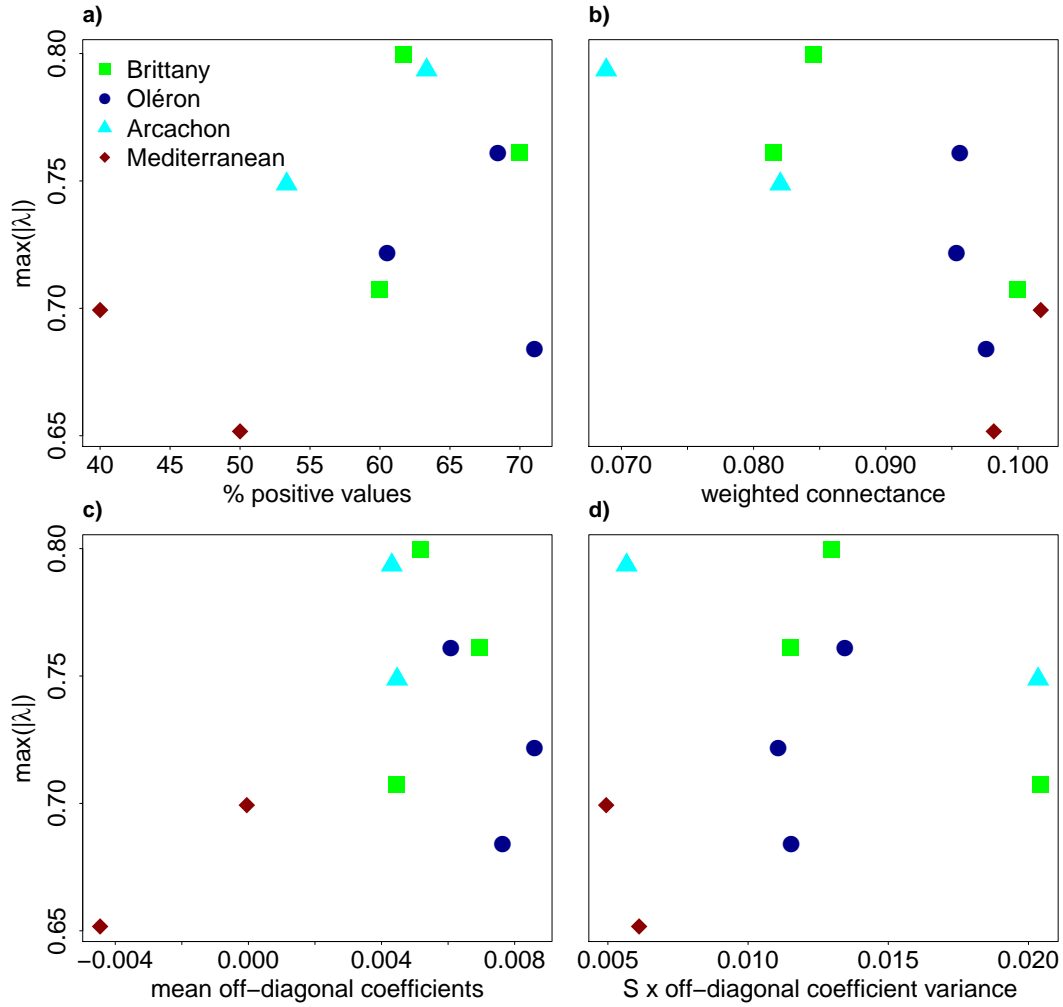 a)
b)
0.80
0.75
0.70
0.65
max(|λ|)
Brittany
Oléron
Arcachon
Mediterranean
40 45 50 55 60 65 70
% positive values
0.070 0.080 0.090 0.100
weighted connectance
c)
d)
0.80
0.75
0.70
0.65
max(|λ|)
−0.004 0.000 0.004 0.008
mean off−diagonal coefficients
0.005 0.010 0.015 0.020
S x off−diagonal coefficient variance